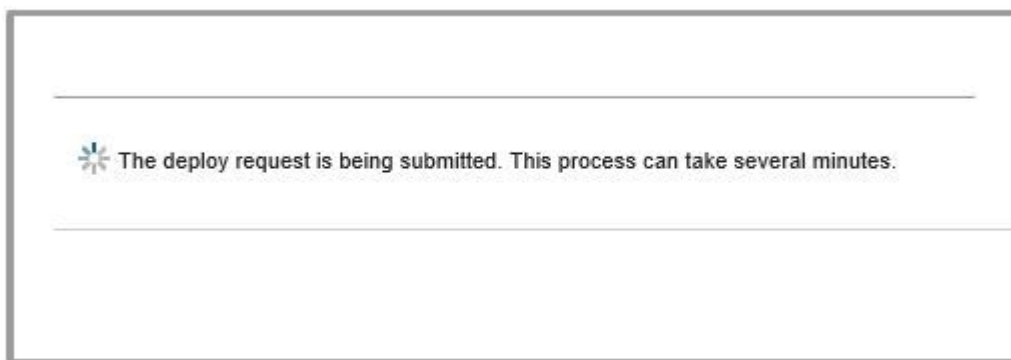 The deploy request is being submitted. This process can take several minutes.